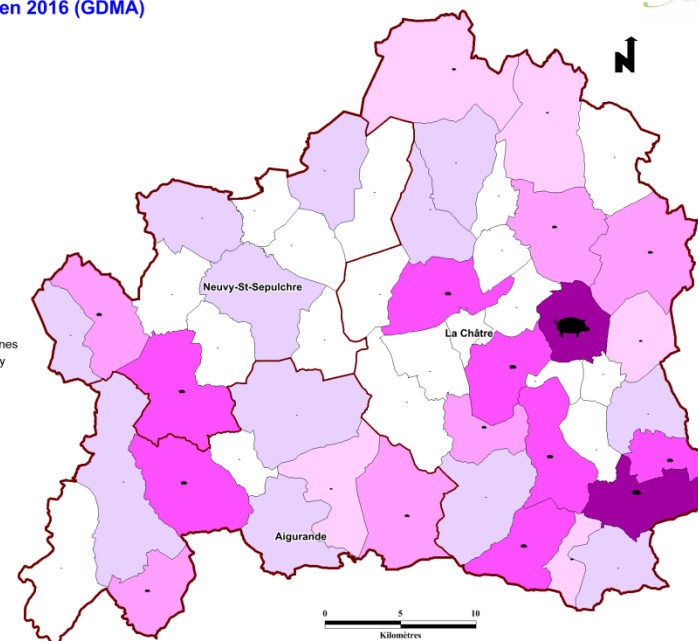 en 2016 (GDMA)
N
Neuvy-St-Sepulchre
nes
La Châtre
y
Aigurande
0 5 10
Kilomètres